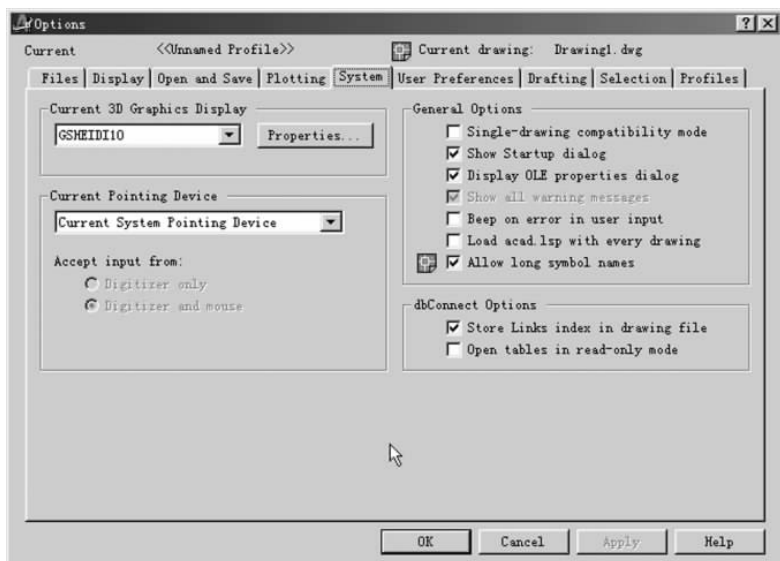 Options
Current <<Unnamed Profile>> Current drawing: Drawing1.dwg
Files Display Open and Save Plotting System User Preferences Drafting Selection Profiles
Current 3D Graphics Display
GSHEIDI10 Properties...
Current Pointing Device
Current System Pointing Device
Accept input from:
Digitizer only
Digitizer and mouse
General Options
Single-drawing compatibility mode
Show Startup dialog
Display OLE properties dialog
Show all warning messages
Beep on error in user input
Load acad.lsp with every drawing
Allow long symbol names
dbConnect Options
Store Links index in drawing file
Open tables in read-only mode
OK Cancel Apply Help